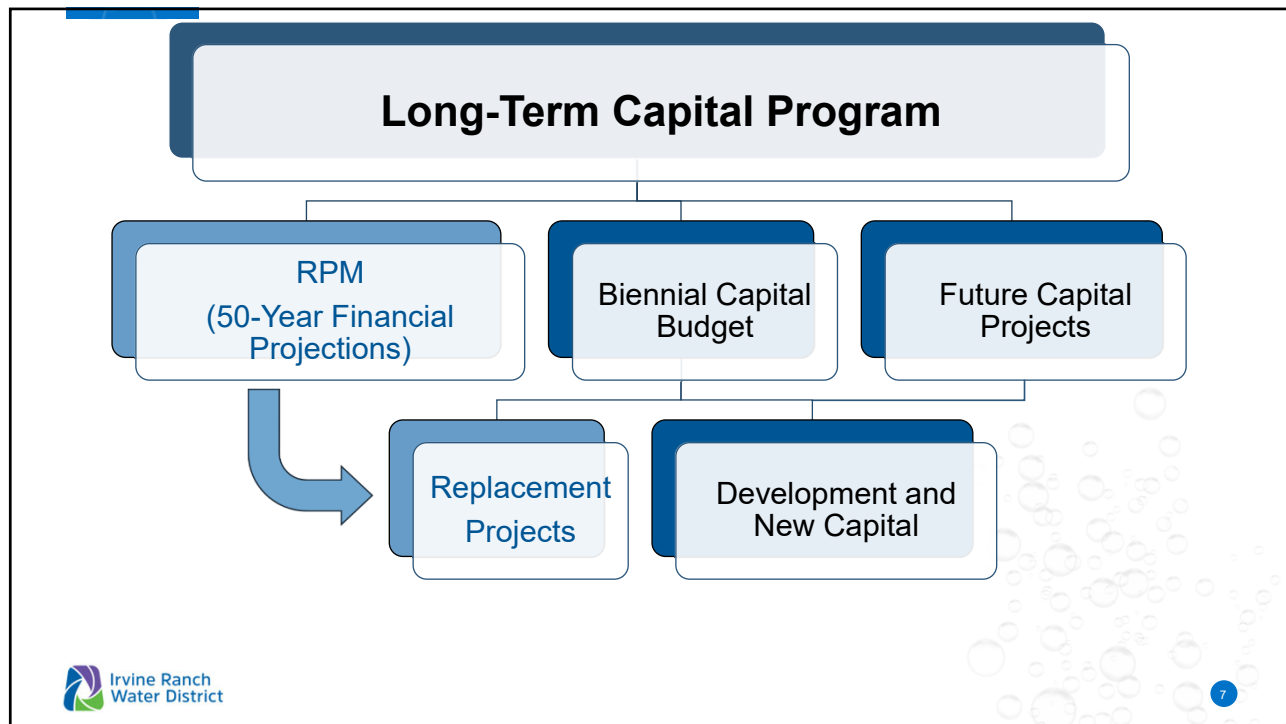 Long-Term Capital Program
RPM
(50-Year Financial
Projections)
Biennial Capital
Budget
Future Capital
Projects
Replacement
Projects
Development and
New Capital
Irvine Ranch
Water District
7